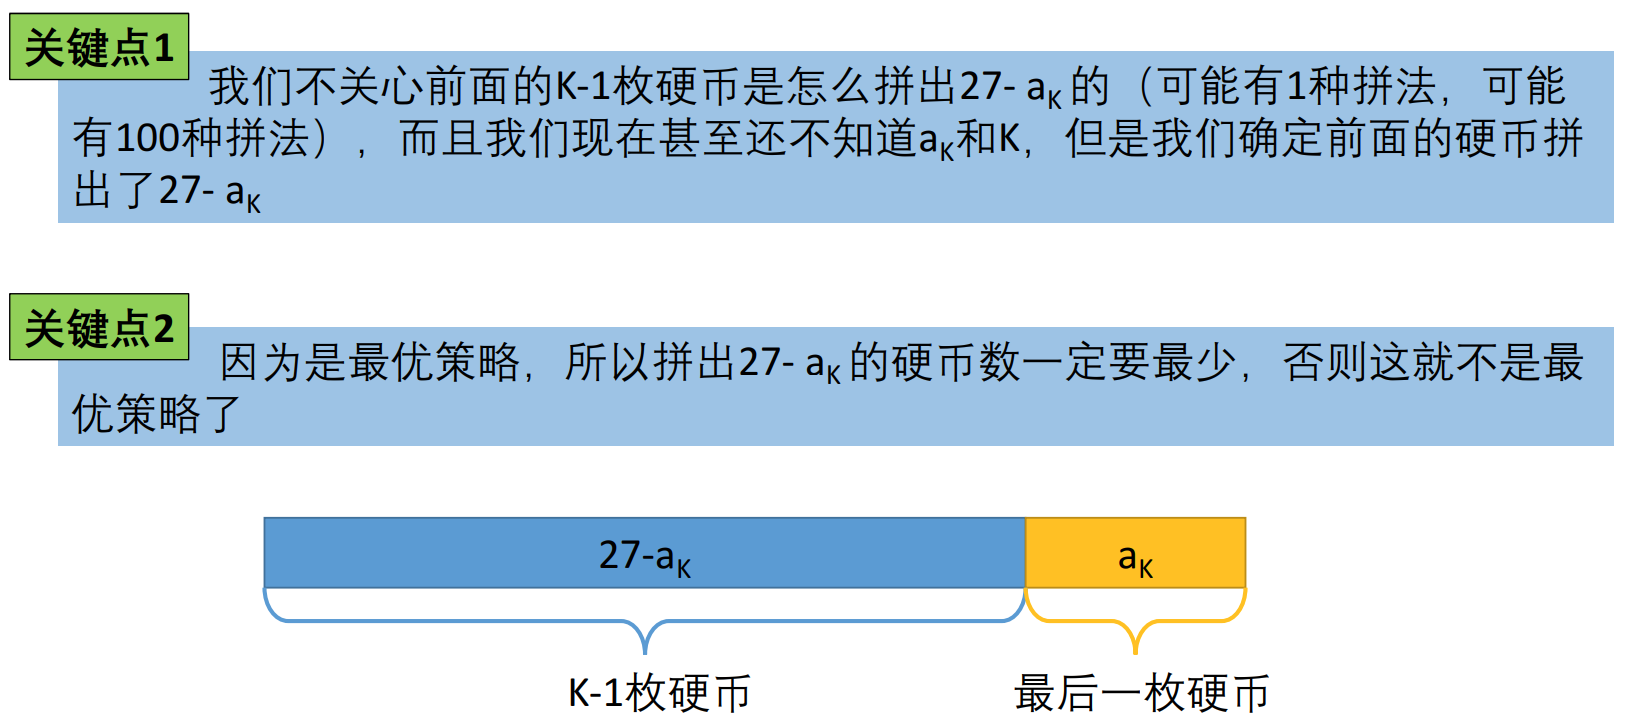 关键点1
我们不关心前面的K-1枚硬币是怎么拼出27- aK 的（可能有1种拼法，可能
有100种拼法），而且我们现在甚至还不知道aK和K，但是我们确定前面的硬币拼
出了27- aK
关键点2
因为是最优策略，所以拼出27- aK 的硬币数一定要最少，否则这就不是最
优策略了
27-aK
aK
K-1枚硬币
最后一枚硬币